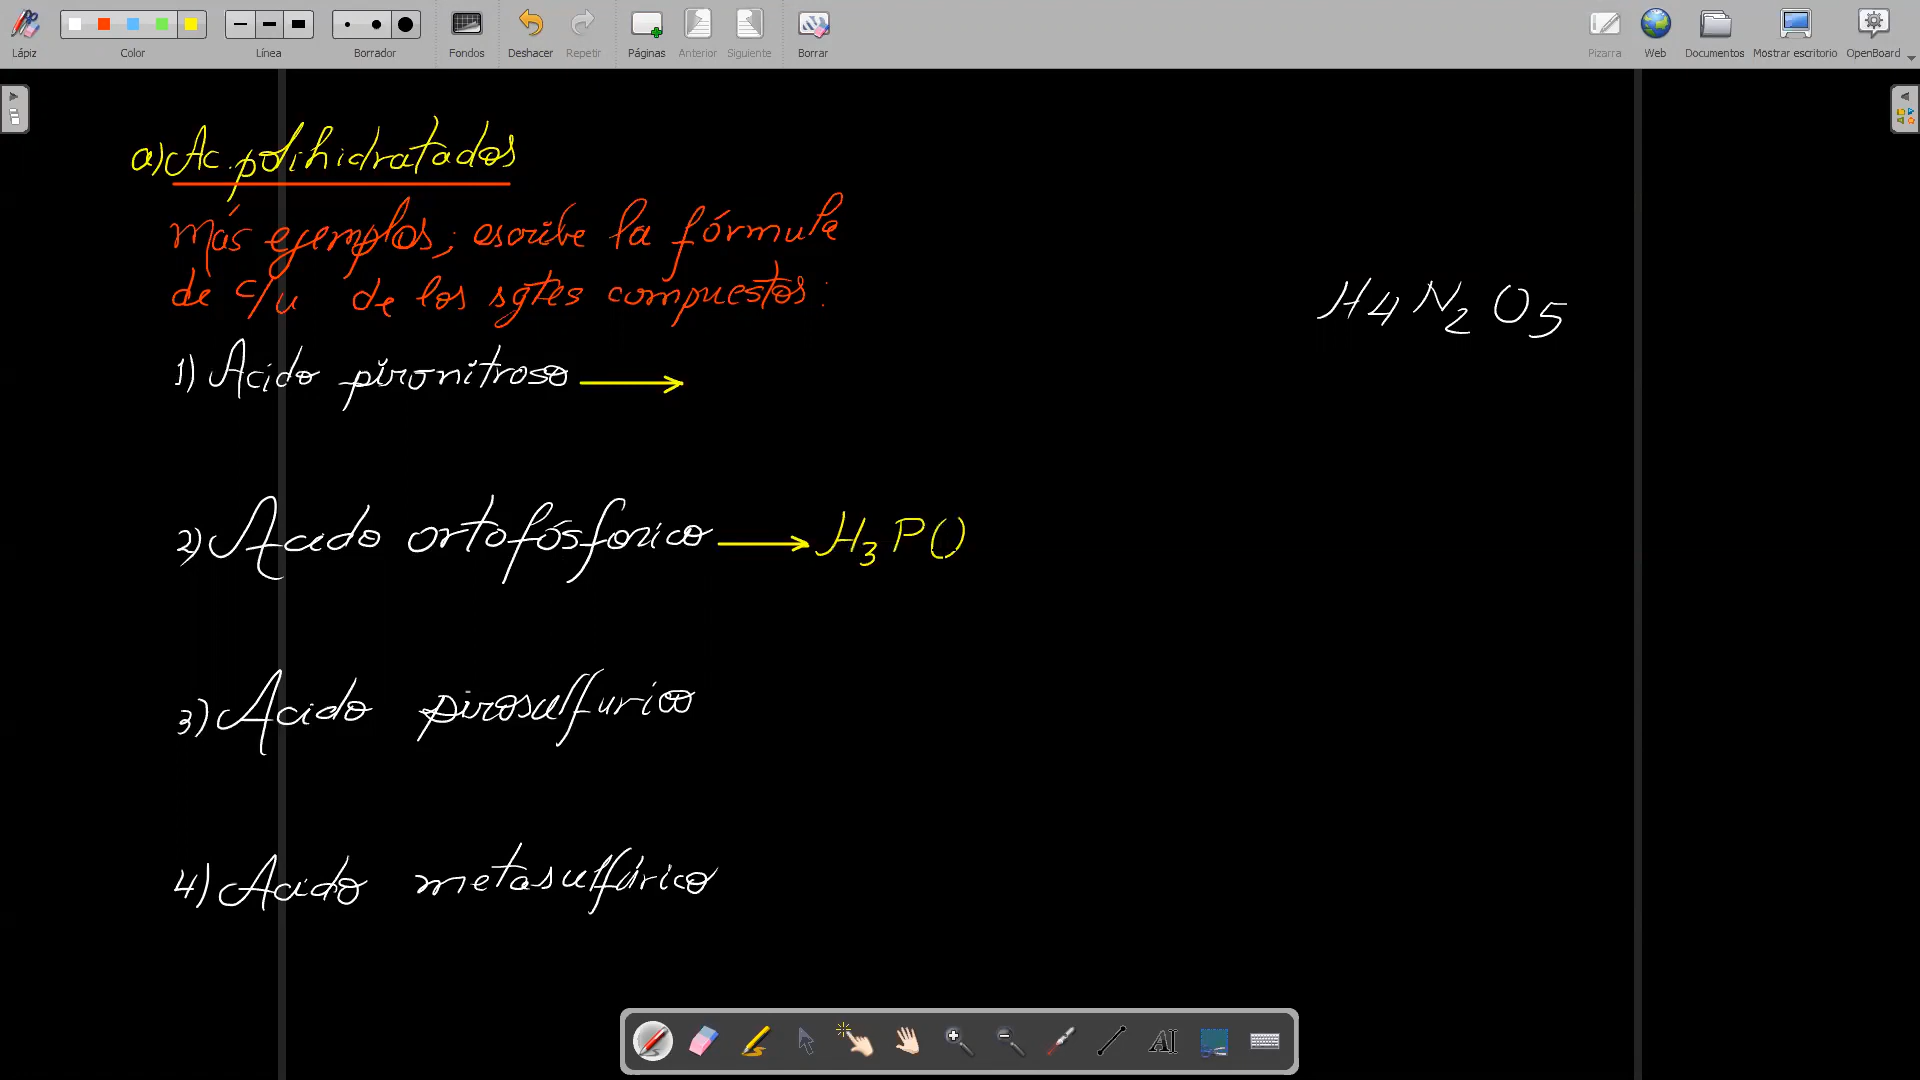 Lápiz Color Línea Borrador Fondos Deshacer Repetir Páginas Anterior Siguiente Borrar Pizarra Web Documentos Mostrar escritorio OpenBoard
a) Ac. polihidratados
más ejemplos; escribe la fórmula
de c/u de los sgtes compuestos:
H4 N2 O5
1) Acido pironitroso →
2) Acido ortofósforico → H3 PO
3) Acido pirosulfurico
4) Acido metasulfúrico
AI